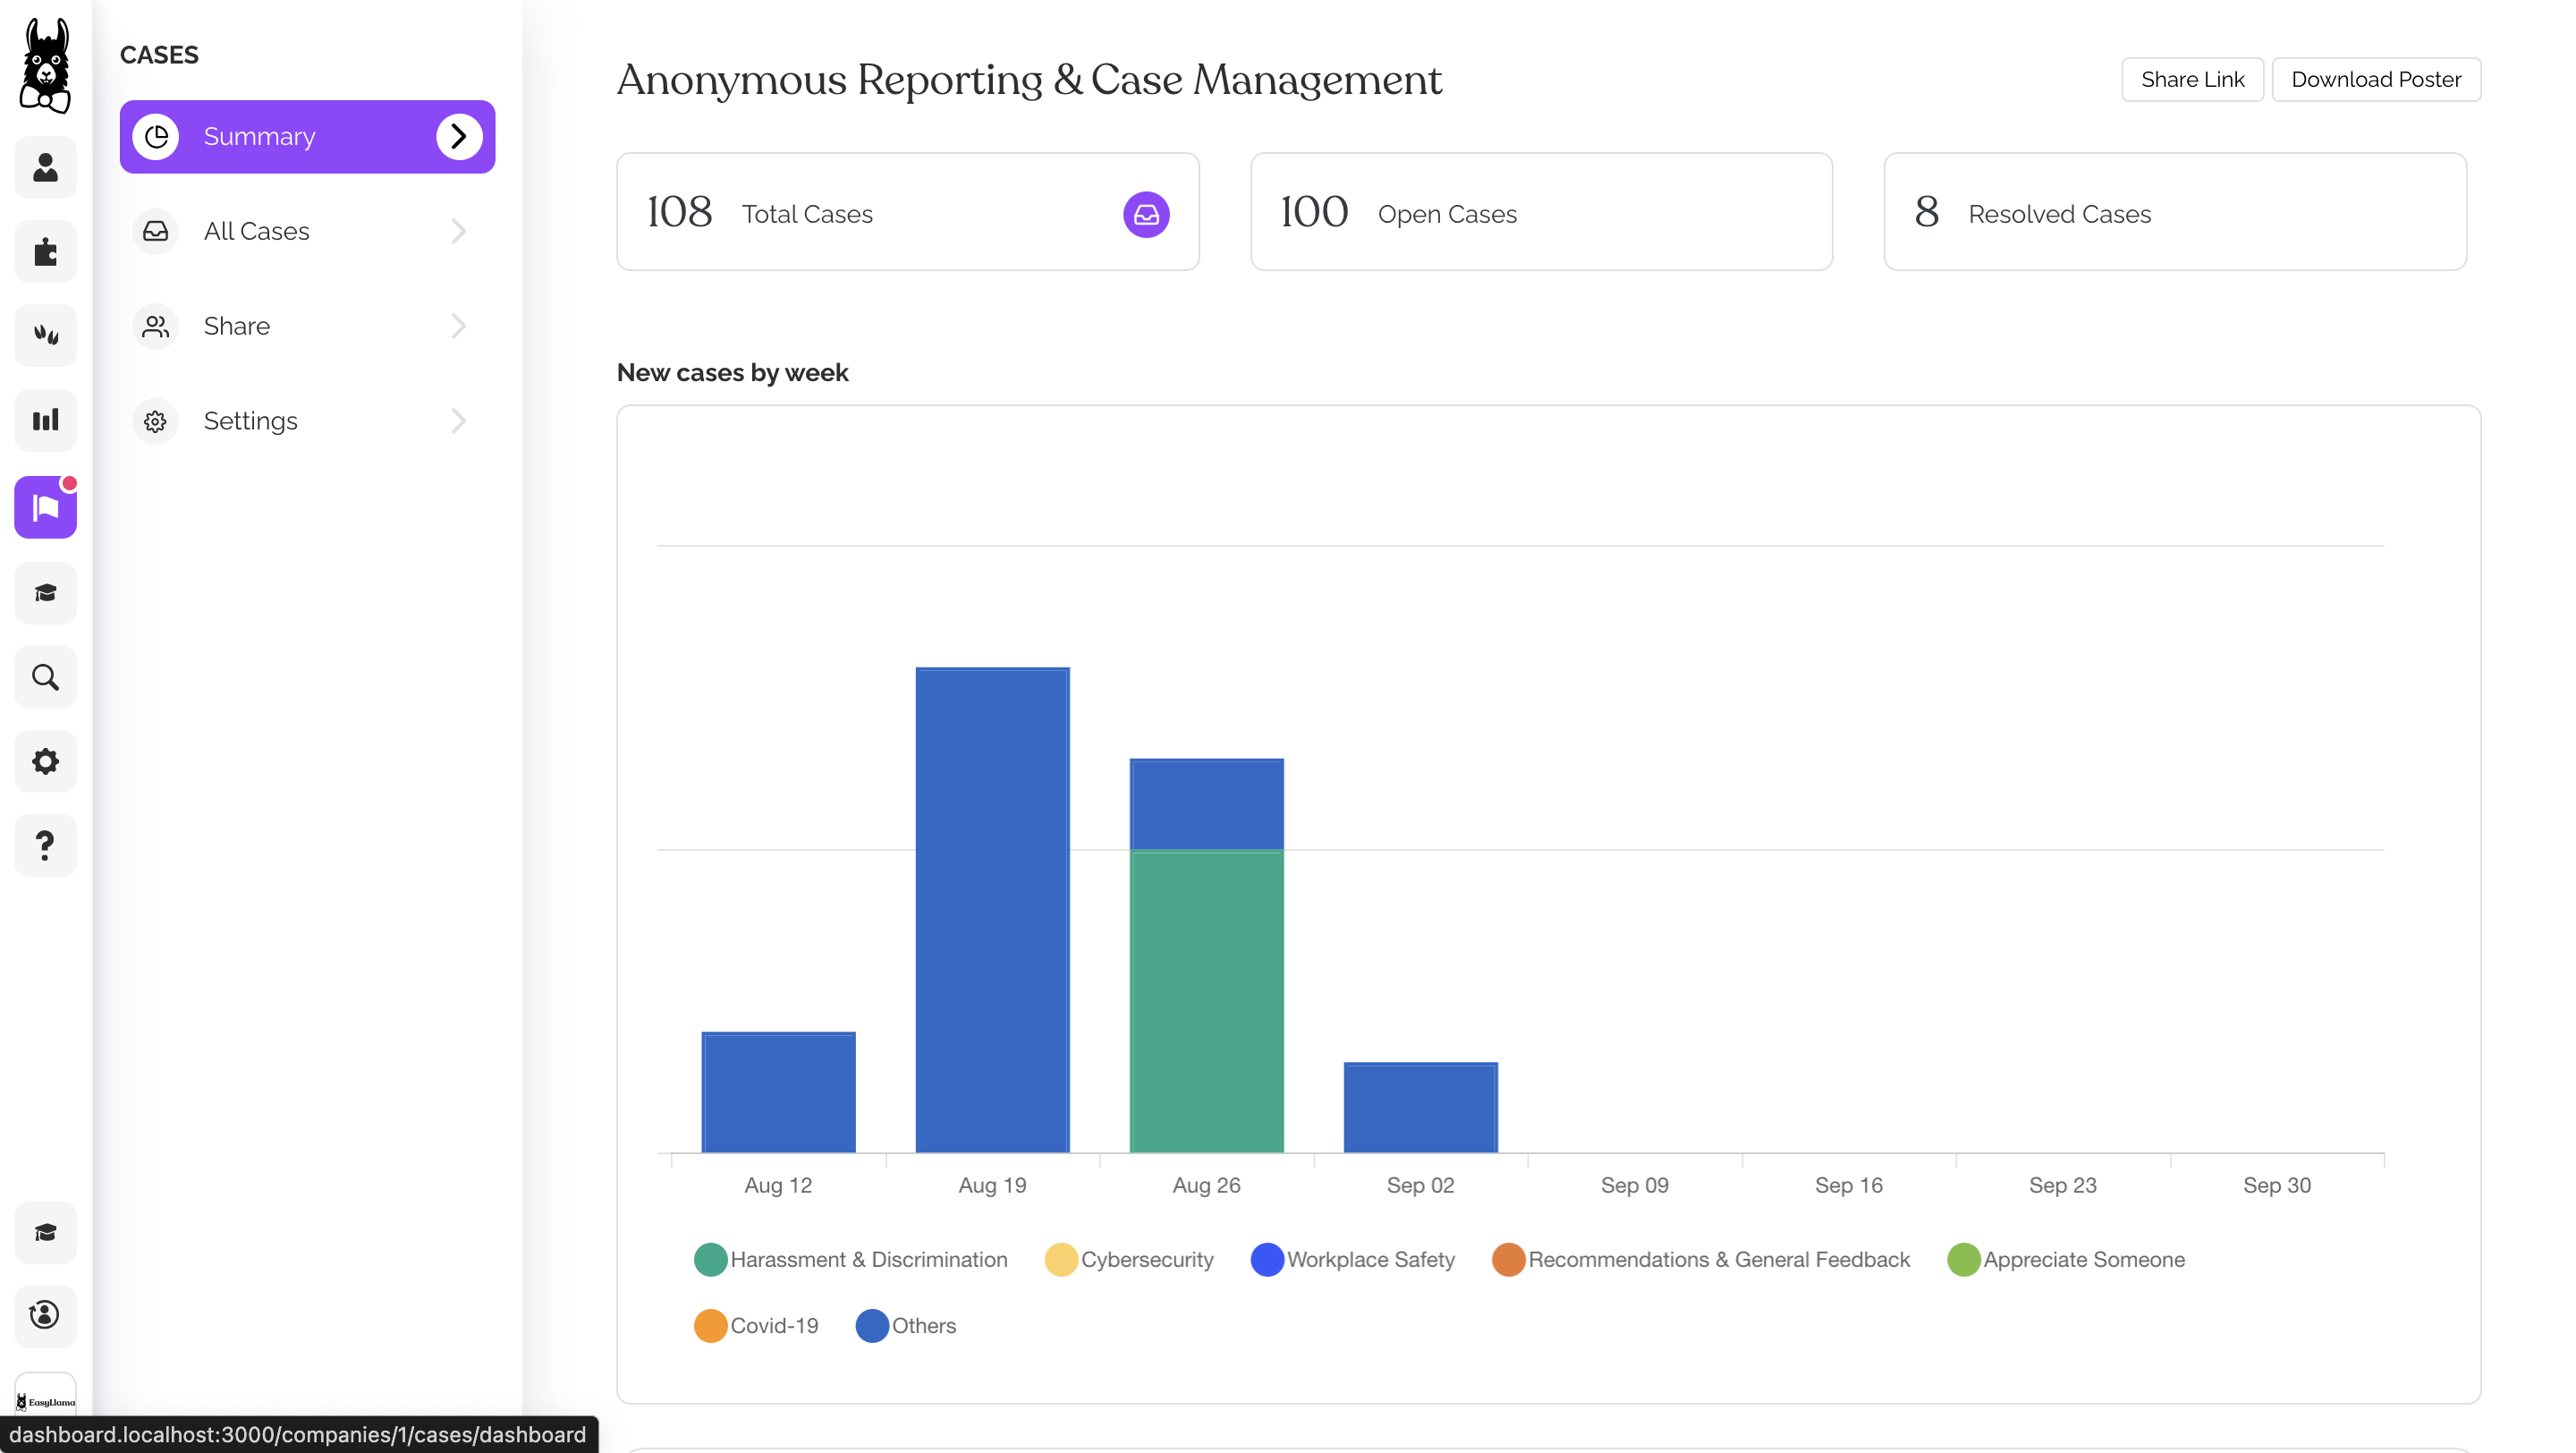 CASES
Summary
All Cases
Share
Settings
Anonymous Reporting & Case Management
Share Link
Download Poster
108 Total Cases
100 Open Cases
8 Resolved Cases
New cases by week
Aug 12 Aug 19 Aug 26 Sep 02 Sep 09 Sep 16 Sep 23 Sep 30
Harassment & Discrimination Cybersecurity Workplace Safety Recommendations & General Feedback Appreciate Someone
Covid-19 Others
EasyLlama
dashboard.localhost:3000/companies/1/cases/dashboard